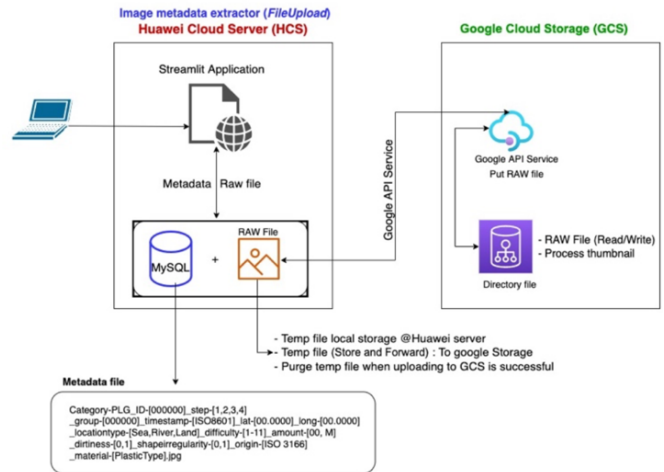 Image metadata extractor (FileUpload)
Huawei Cloud Server (HCS)
Google Cloud Storage (GCS)
Streamlit Application
Metadata
Raw file
MySQL
+
RAW File
Google API Service
Google API Service
Put RAW file
- RAW File (Read/Write)
- Process thumbnail
Directory file
- Temp file local storage @Huawei server
- Temp file (Store and Forward) : To google Storage
- Purge temp file when uploading to GCS is successful
Metadata file
Category-PLG_ID-[000000]_step-[1,2,3,4]
_group-[000000]_timestamp-[ISO8601]_lat-[00.0000]_long-[00.0000]
_locationtype-[Sea,River,Land]_difficulty-[1-11]_amount-[00, M]
_dirtiness-[0,1]_shapeirregularity-[0,1]_origin-[ISO 3166]
_material-[PlasticType].jpg